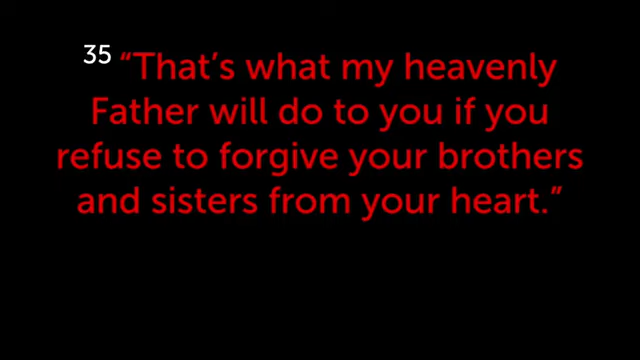 35 “That’s what my heavenly
Father will do to you if you
refuse to forgive your brothers
and sisters from your heart.”